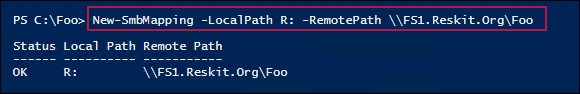 PS C:\Foo> New-SmbMapping -LocalPath R: -RemotePath \\FS1.Reskit.Org\Foo
Status Local Path Remote Path
------ ---------- -----------
OK     R:         \\FS1.Reskit.Org\Foo